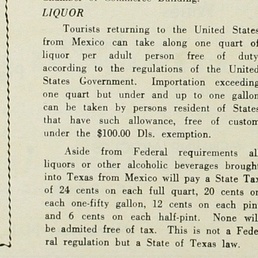 LIQUOR
Tourists returning to the United States
from Mexico can take along one quart of
liquor per adult person free of duty
according to the regulations of the United
States Government. Importation exceeding
one quart but under and up to one gallon
can be taken by persons resident of States
that have such allowance, free of custom
under the $100.00 Dls. exemption.
Aside from Federal requirements al
liquors or other alcoholic beverages brough
into Texas from Mexico will pay a State Tax
of 24 cents on each full quart, 20 cents o
each one-fifty gallon, 12 cents on each pin
and 6 cents on each half-pint. None will
be admited free of tax. This is not a Fede
ral regulation but a State of Texas law.